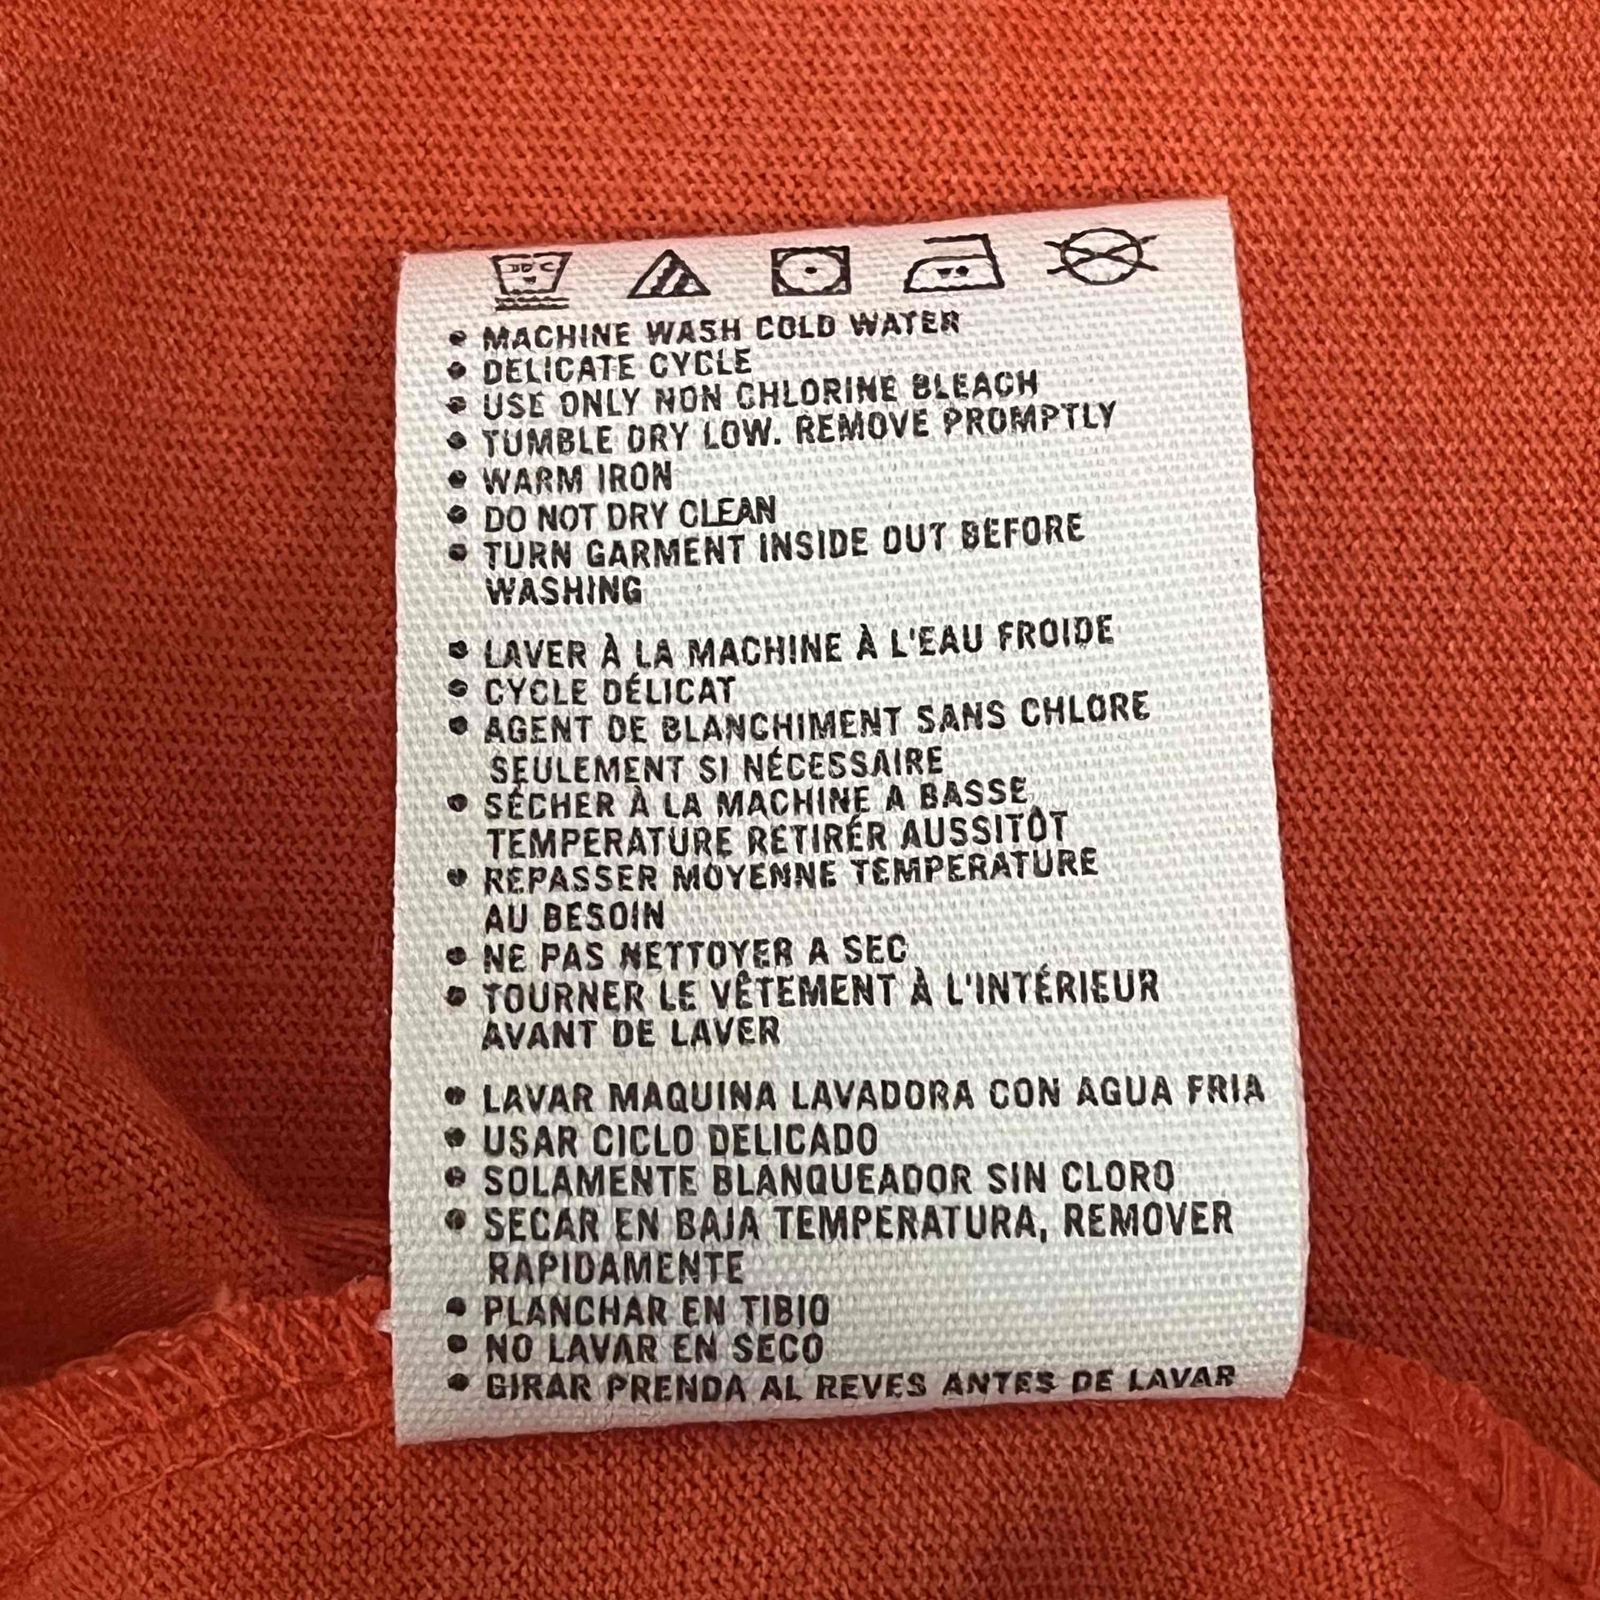 • MACHINE WASH COLD WATER
• DELICATE CYCLE
• USE ONLY NON CHLORINE BLEACH
• TUMBLE DRY LOW. REMOVE PROMPTLY
• WARM IRON
• DO NOT DRY CLEAN
• TURN GARMENT INSIDE OUT BEFORE
WASHING
• LAVER À LA MACHINE À L'EAU FROIDE
• CYCLE DÉLICAT
• AGENT DE BLANCHIMENT SANS CHLORE
SEULEMENT SI NÉCESSAIRE
• SÉCHER À LA MACHINE A BASSE
TEMPERATURE RETIRÉR AUSSITÔT
• REPASSER MOYENNE TEMPERATURE
AU BESOIN
• NE PAS NETTOYER A SEC
• TOURNER LE VÊTEMENT À L'INTÉRIEUR
AVANT DE LAVER
• LAVAR MAQUINA LAVADORA CON AGUA FRIA
• USAR CICLO DELICADO
• SOLAMENTE BLANQUEADOR SIN CLORO
• SECAR EN BAJA TEMPERATURA, REMOVER
RAPIDAMENTE
• PLANCHAR EN TIBIO
• NO LAVAR EN SECO
• GIRAR PRENDA AL REVES ANTES DE LAVAR